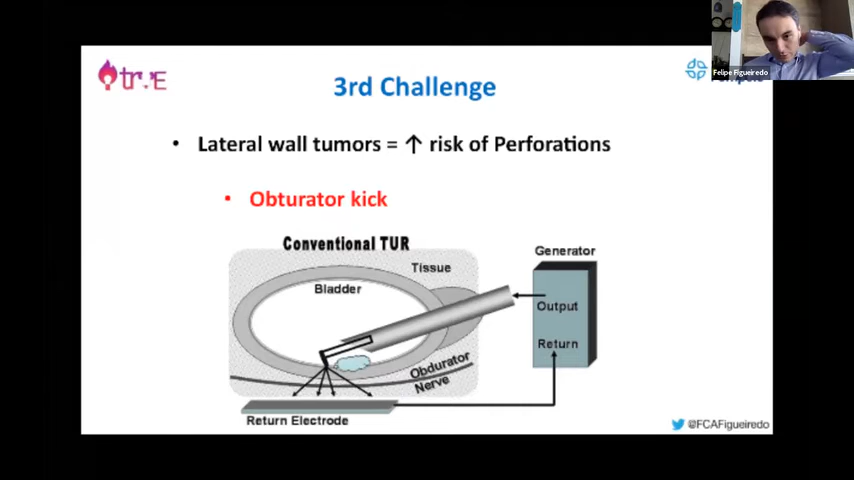 Felipe Figueiredo
tr.E
3rd Challenge
• Lateral wall tumors = ↑ risk of Perforations
• Obturator kick
Conventional TUR
Generator
Tissue
Bladder
Output
Return
Obdurator
Nerve
Return Electrode
@FCAFigueiredo